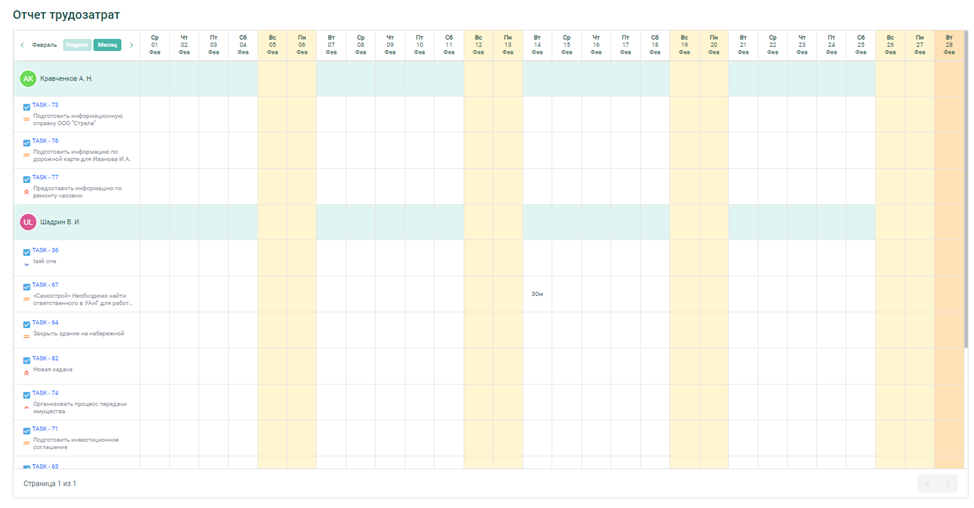 Отчет трудозатрат
Февраль Неделя Месяц
Ср Чт Пт Сб Вс Пн Вт Ср Чт Пт Сб Вс Пн Вт Ср Чт Пт Сб Вс Пн Вт Ср Чт Пт Сб Вс Пн Вт
01 02 03 04 05 06 07 08 09 10 11 12 13 14 15 16 17 18 19 20 21 22 23 24 25 26 27 28
Фев Фев Фев Фев Фев Фев Фев Фев Фев Фев Фев Фев Фев Фев Фев Фев Фев Фев Фев Фев Фев Фев Фев Фев Фев Фев Фев Фев
AK Кравченков А. Н.
TASK - 73
Подготовить информационную
справку ООО "Стрела"
TASK - 76
Подготовить информацию по
дорожной карте для Иванова И.А.
TASK - 77
Предоставить информацию по
ремонту часовни
UL Шадрин В. И.
TASK - 36
task one
TASK - 67
«Самострой» Необходимо найти
ответственного в УАиГ для работ...
30м
TASK - 64
Закрыть здание на набережной
TASK - 82
Новая задача
TASK - 74
Организовать процесс передачи
имущества
TASK - 71
Подготовить инвестиционное
соглашение
TASK - 63
Страница 1 из 1